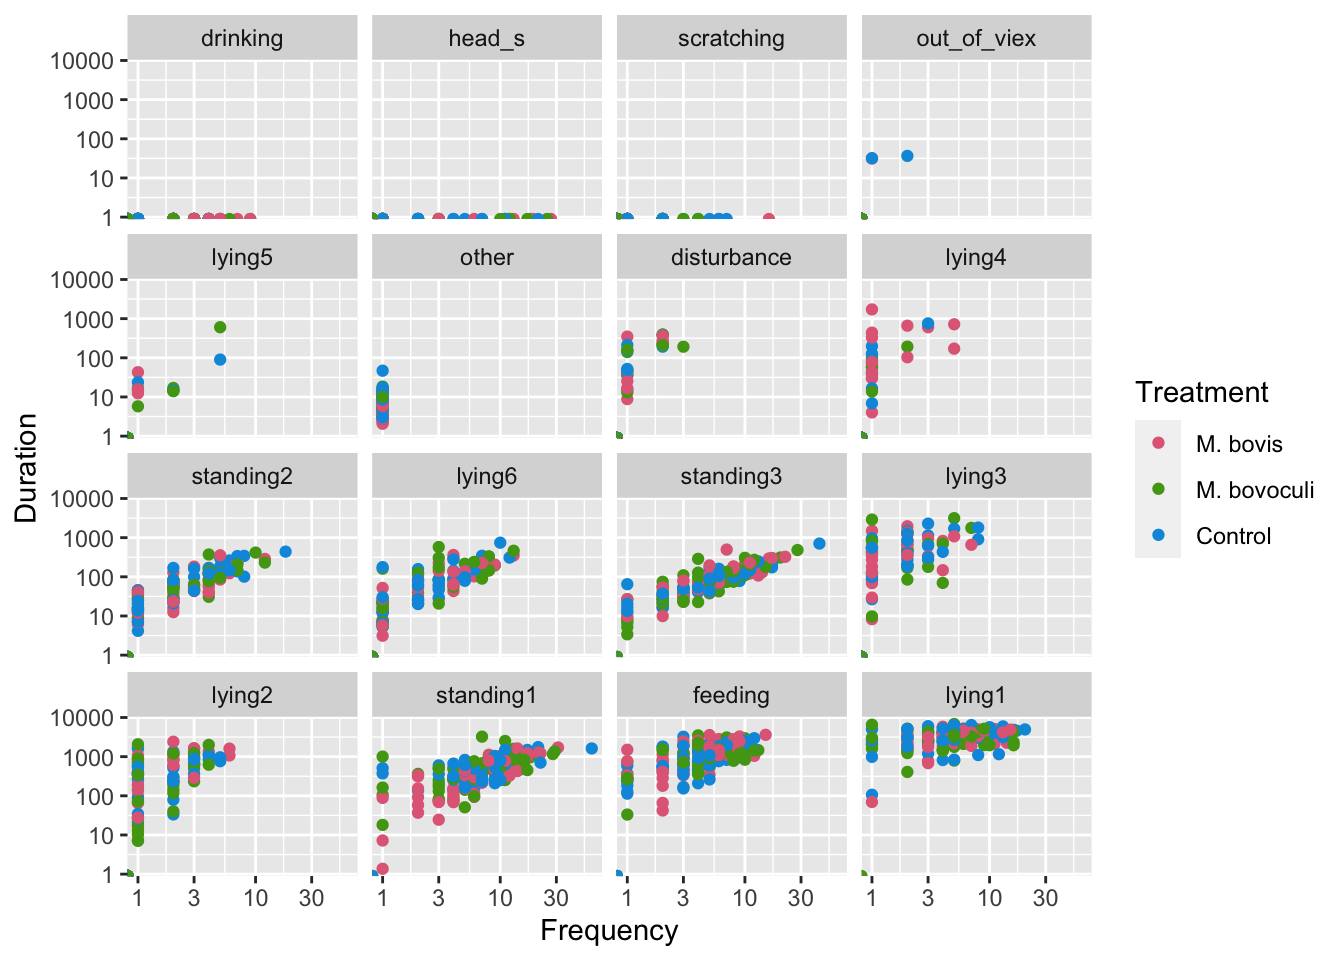 drinking head_s scratching out_of_viex
10000
1000
100
10
1
lying5 other disturbance lying4
10000
1000
100
10
1
standing2 lying6 standing3 lying3
10000
1000
100
10
1
lying2 standing1 feeding lying1
10000
1000
100
10
1
1 3 10 30 1 3 10 30 1 3 10 30 1 3 10 30
Frequency
Duration
Treatment
M. bovis
M. bovoculi
Control